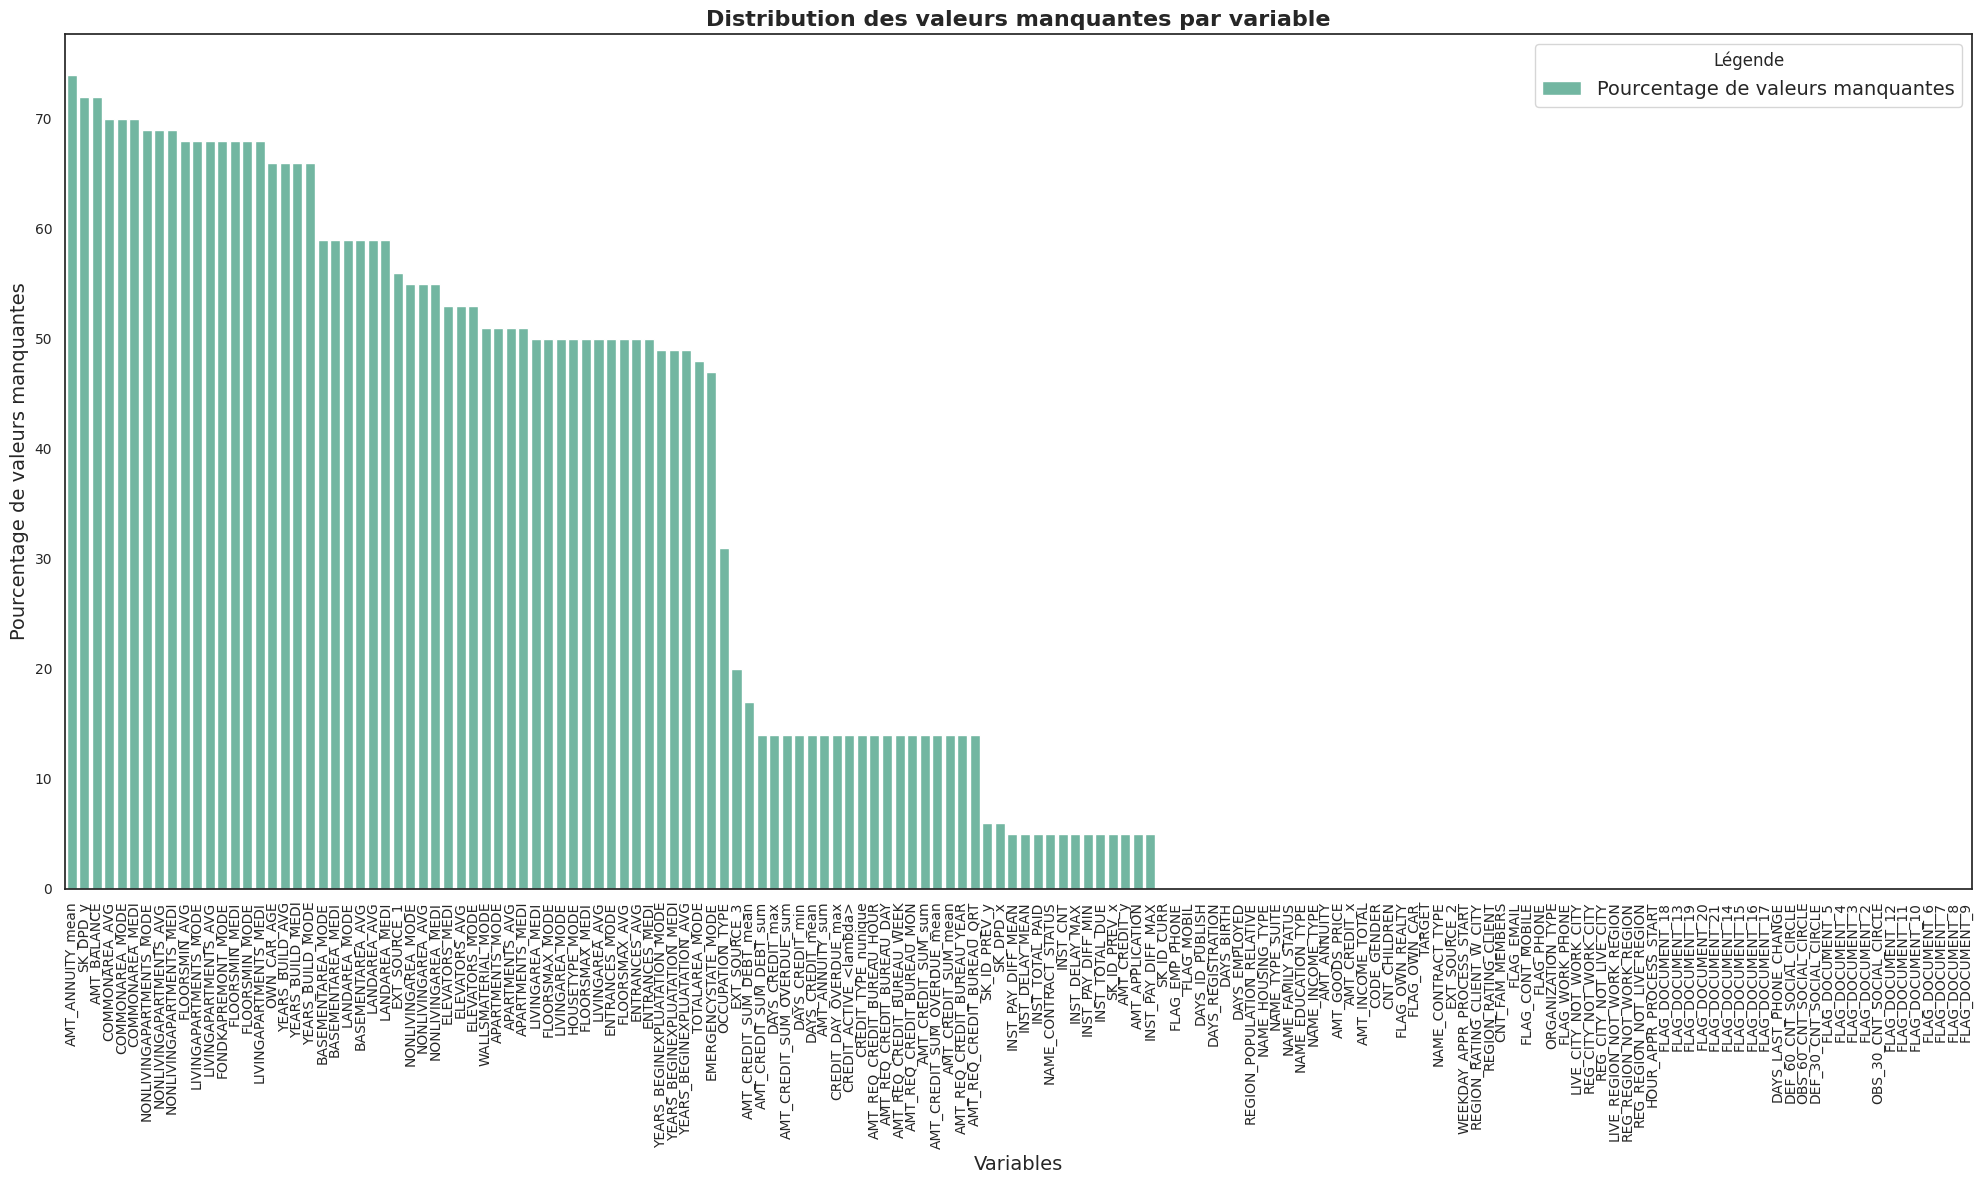 Distribution des valeurs manquantes par variable
Légende
Pourcentage de valeurs manquantes
Pourcentage de valeurs manquantes
70
60
50
40
30
20
10
0
AMT_ANNUITY_mean
SK_DPD_y
AMT_BALANCE
COMMONAREA_AVG
COMMONAREA_MODE
COMMONAREA_MEDI
NONLIVINGAPARTMENTS_MODE
NONLIVINGAPARTMENTS_AVG
NONLIVINGAPARTMENTS_MEDI
FLOORSMIN_AVG
LIVINGAPARTMENTS_MODE
LIVINGAPARTMENTS_AVG
FONDKAPREMONT_MODE
FLOORSMIN_MEDI
FLOORSMIN_MODE
LIVINGAPARTMENTS_MEDI
OWN_CAR_AGE
YEARS_BUILD_AVG
YEARS_BUILD_MEDI
YEARS_BUILD_MODE
BASEMENTAREA_MODE
BASEMENTAREA_MEDI
LANDAREA_MODE
BASEMENTAREA_AVG
LANDAREA_AVG
LANDAREA_MEDI
EXT_SOURCE_1
NONLIVINGAREA_MODE
NONLIVINGAREA_AVG
NONLIVINGAREA_MEDI
ELEVATORS_MEDI
ELEVATORS_AVG
ELEVATORS_MODE
WALLSMATERIAL_MODE
APARTMENTS_MODE
APARTMENTS_AVG
APARTMENTS_MEDI
LIVINGAREA_MEDI
FLOORSMAX_MODE
LIVINGAREA_MODE
HOUSETYPE_MODE
FLOORSMAX_MEDI
LIVINGAREA_AVG
ENTRANCES_MODE
FLOORSMAX_AVG
ENTRANCES_AVG
ENTRANCES_MEDI
YEARS_BEGINEXPLUATATION_MODE
YEARS_BEGINEXPLUATATION_MEDI
YEARS_BEGINEXPLUATATION_AVG
TOTALAREA_MODE
EMERGENCYSTATE_MODE
OCCUPATION_TYPE
EXT_SOURCE_3
AMT_CREDIT_SUM_DEBT_mean
AMT_CREDIT_SUM_DEBT_sum
DAYS_CREDIT_max
AMT_CREDIT_SUM_OVERDUE_sum
DAYS_CREDIT_min
DAYS_CREDIT_mean
AMT_ANNUITY_sum
CREDIT_DAY_OVERDUE_max
CREDIT_ACTIVE_<lambda>
CREDIT_TYPE_nunique
AMT_REQ_CREDIT_BUREAU_HOUR
AMT_REQ_CREDIT_BUREAU_DAY
AMT_REQ_CREDIT_BUREAU_WEEK
AMT_REQ_CREDIT_BUREAU_MON
AMT_CREDIT_SUM_sum
AMT_CREDIT_SUM_OVERDUE_mean
AMT_CREDIT_SUM_mean
AMT_REQ_CREDIT_BUREAU_YEAR
AMT_REQ_CREDIT_BUREAU_QRT
SK_ID_PREV_y
SK_DPD_x
INST_PAY_DIFF_MEAN
INST_DELAY_MEAN
INST_TOTAL_PAID
NAME_CONTRACT_STATUS
INST_CNT
INST_DELAY_MAX
INST_PAY_DIFF_MIN
INST_TOTAL_DUE
SK_ID_PREV_x
AMT_CREDIT_y
AMT_APPLICATION
INST_PAY_DIFF_MAX
SK_ID_CURR
FLAG_EMP_PHONE
FLAG_MOBIL
DAYS_ID_PUBLISH
DAYS_REGISTRATION
DAYS_BIRTH
DAYS_EMPLOYED
REGION_POPULATION_RELATIVE
NAME_HOUSING_TYPE
NAME_TYPE_SUITE
NAME_FAMILY_STATUS
NAME_EDUCATION_TYPE
NAME_INCOME_TYPE
AMT_ANNUITY
AMT_GOODS_PRICE
AMT_CREDIT_x
AMT_INCOME_TOTAL
CODE_GENDER
CNT_CHILDREN
FLAG_OWN_REALTY
FLAG_OWN_CAR
TARGET
NAME_CONTRACT_TYPE
EXT_SOURCE_2
WEEKDAY_APPR_PROCESS_START
REGION_RATING_CLIENT_W_CITY
REGION_RATING_CLIENT
CNT_FAM_MEMBERS
FLAG_EMAIL
FLAG_CONT_MOBILE
FLAG_PHONE
ORGANIZATION_TYPE
FLAG_WORK_PHONE
LIVE_CITY_NOT_WORK_CITY
REG_CITY_NOT_WORK_CITY
REG_CITY_NOT_LIVE_CITY
LIVE_REGION_NOT_WORK_REGION
REG_REGION_NOT_WORK_REGION
REG_REGION_NOT_LIVE_REGION
HOUR_APPR_PROCESS_START
FLAG_DOCUMENT_18
FLAG_DOCUMENT_13
FLAG_DOCUMENT_19
FLAG_DOCUMENT_20
FLAG_DOCUMENT_21
FLAG_DOCUMENT_14
FLAG_DOCUMENT_15
FLAG_DOCUMENT_16
FLAG_DOCUMENT_17
DAYS_LAST_PHONE_CHANGE
DEF_60_CNT_SOCIAL_CIRCLE
OBS_60_CNT_SOCIAL_CIRCLE
DEF_30_CNT_SOCIAL_CIRCLE
FLAG_DOCUMENT_5
FLAG_DOCUMENT_4
FLAG_DOCUMENT_3
FLAG_DOCUMENT_2
OBS_30_CNT_SOCIAL_CIRCLE
FLAG_DOCUMENT_12
FLAG_DOCUMENT_11
FLAG_DOCUMENT_10
FLAG_DOCUMENT_6
FLAG_DOCUMENT_7
FLAG_DOCUMENT_8
FLAG_DOCUMENT_9
Variables